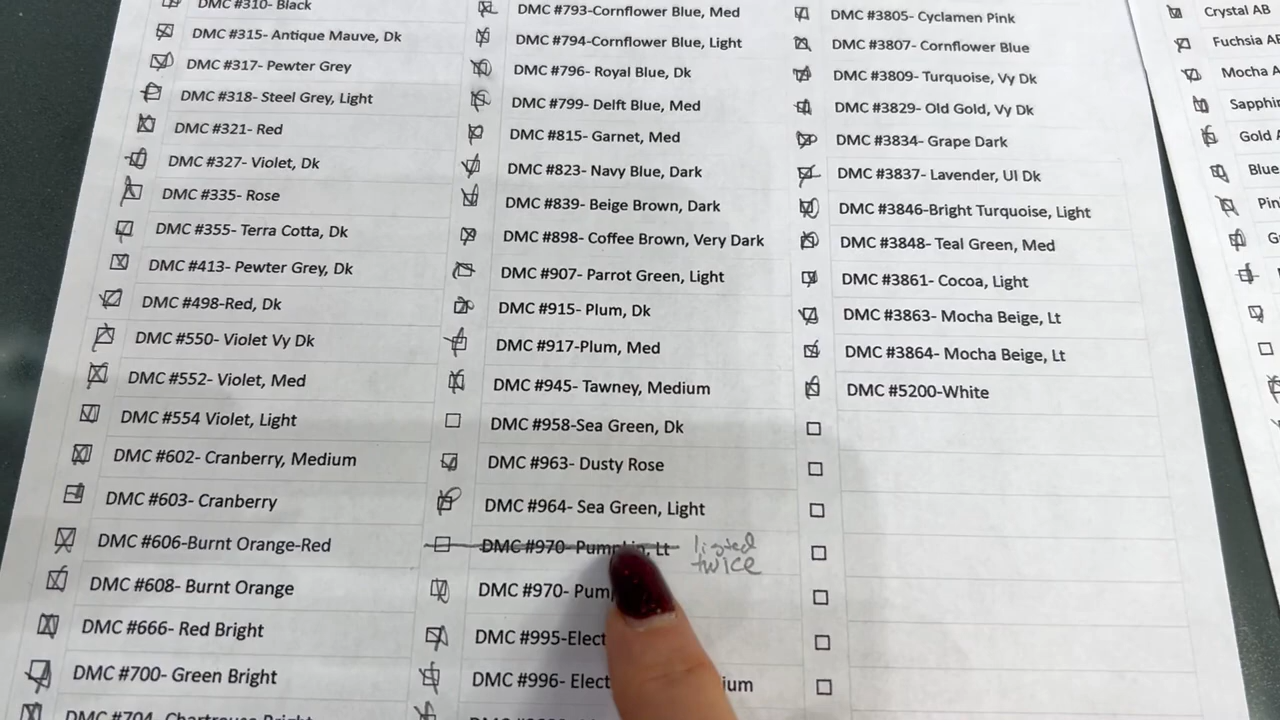 DMC #310- Black
DMC #315- Antique Mauve, Dk
DMC #317- Pewter Grey
DMC #318- Steel Grey, Light
DMC #321- Red
DMC #327- Violet, Dk
DMC #335- Rose
DMC #355- Terra Cotta, Dk
DMC #413- Pewter Grey, Dk
DMC #498-Red, Dk
DMC #550- Violet Vy Dk
DMC #552- Violet, Med
DMC #554 Violet, Light
DMC #602- Cranberry, Medium
DMC #603- Cranberry
DMC #606-Burnt Orange-Red
DMC #608- Burnt Orange
DMC #666- Red Bright
DMC #700- Green Bright
DMC #704- Chartreuse Bright
DMC #793-Cornflower Blue, Med
DMC #794-Cornflower Blue, Light
DMC #796- Royal Blue, Dk
DMC #799- Delft Blue, Med
DMC #815- Garnet, Med
DMC #823- Navy Blue, Dark
DMC #839- Beige Brown, Dark
DMC #898- Coffee Brown, Very Dark
DMC #907- Parrot Green, Light
DMC #915- Plum, Dk
DMC #917-Plum, Med
DMC #945- Tawney, Medium
DMC #958-Sea Green, Dk
DMC #963- Dusty Rose
DMC #964- Sea Green, Light
DMC #970- Pumpkin, Lt listed
twice
DMC #970-
DMC #995-
DMC #996-
DMC #3805- Cyclamen Pink
DMC #3807- Cornflower Blue
DMC #3809- Turquoise, Vy Dk
DMC #3829- Old Gold, Vy Dk
DMC #3834- Grape Dark
DMC #3837- Lavender, Ul Dk
DMC #3846-Bright Turquoise, Light
DMC #3848- Teal Green, Med
DMC #3861- Cocoa, Light
DMC #3863- Mocha Beige, Lt
DMC #3864- Mocha Beige, Lt
DMC #5200-White
Crystal AB
Fuchsia AB
Mocha
Gold
Blue